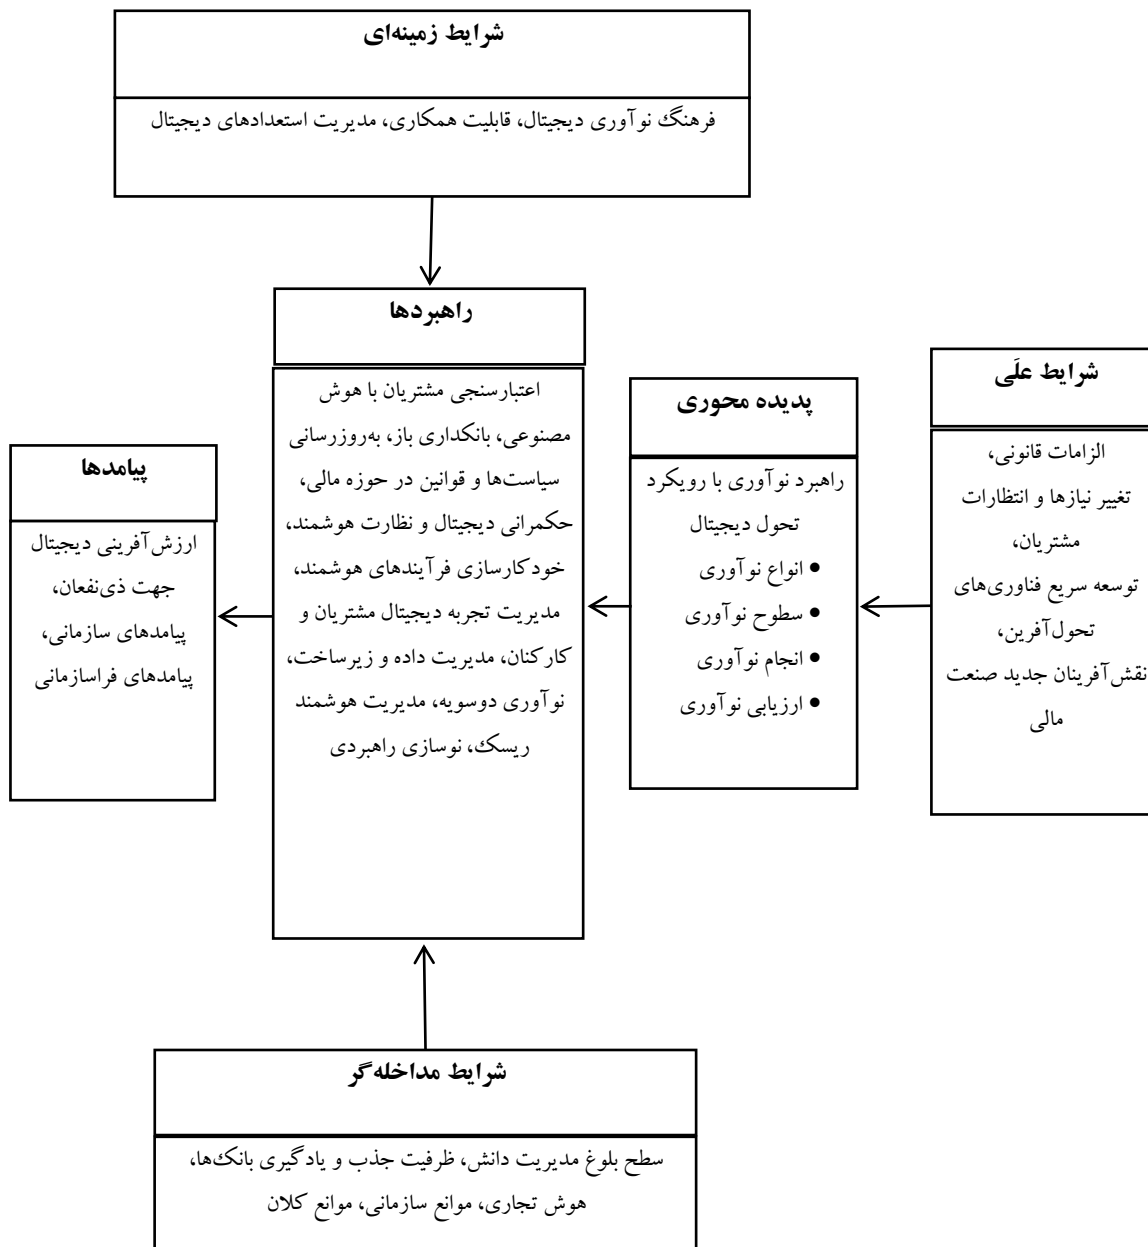 شرایط زمینه‌ای
فرهنگ نوآوری دیجیتال، قابلیت همکاری، مدیریت استعدادهای دیجیتال
شرایط علّی
الزامات قانونی،
تغییر نیازها و انتظارات
مشتریان،
توسعه سریع فناوری‌های
تحول‌آفرین،
نقش‌آفرینان جدید صنعت
مالی
پدیده محوری
راهبرد نوآوری با رویکرد
تحول دیجیتال
• انواع نوآوری
• سطوح نوآوری
• انجام نوآوری
• ارزیابی نوآوری
راهبردها
اعتبارسنجی مشتریان با هوش
مصنوعی، بانکداری باز، به‌روزرسانی
سیاست‌ها و قوانین در حوزه مالی،
حکمرانی دیجیتال و نظارت هوشمند،
خودکارسازی فرآیندهای هوشمند،
مدیریت تجربه دیجیتال مشتریان و
کارکنان، مدیریت داده و زیرساخت،
نوآوری دوسویه، مدیریت هوشمند
ریسک، نوسازی راهبردی
پیامدها
ارزش‌آفرینی دیجیتال
جهت ذی‌نفعان،
پیامدهای سازمانی،
پیامدهای فراسازمانی
شرایط مداخله‌گر
سطح بلوغ مدیریت دانش، ظرفیت جذب و یادگیری بانک‌ها،
هوش تجاری، موانع سازمانی، موانع کلان